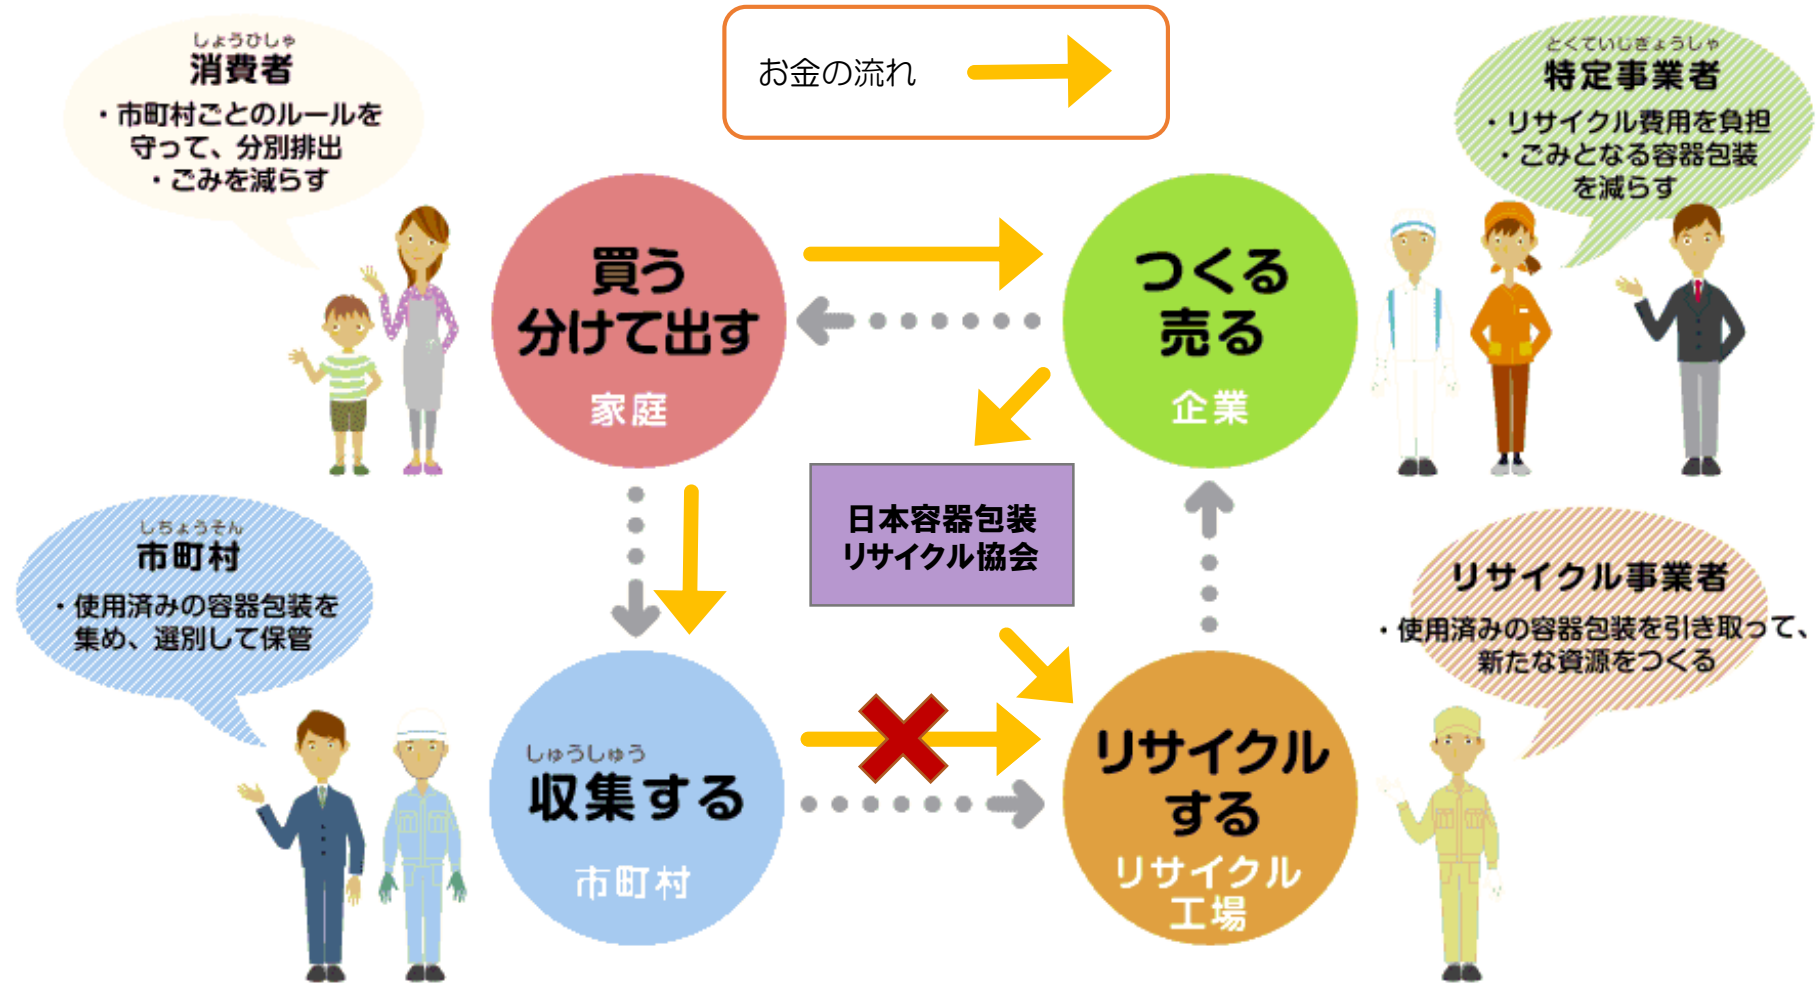 しょうひしゃ
消費者
・市町村ごとのルールを
守って、分別排出
・ごみを減らす
お金の流れ
とくていじぎょうしゃ
特定事業者
・リサイクル費用を負担
・ごみとなる容器包装
を減らす
買う
分けて出す
家庭
つくる
売る
企業
日本容器包装
リサイクル協会
しちょうそん
市町村
・使用済みの容器包装を
集め、選別して保管
リサイクル事業者
・使用済みの容器包装を引き取って、
新たな資源をつくる
しゅうしゅう
収集する
市町村
リサイクル
する
リサイクル
工場